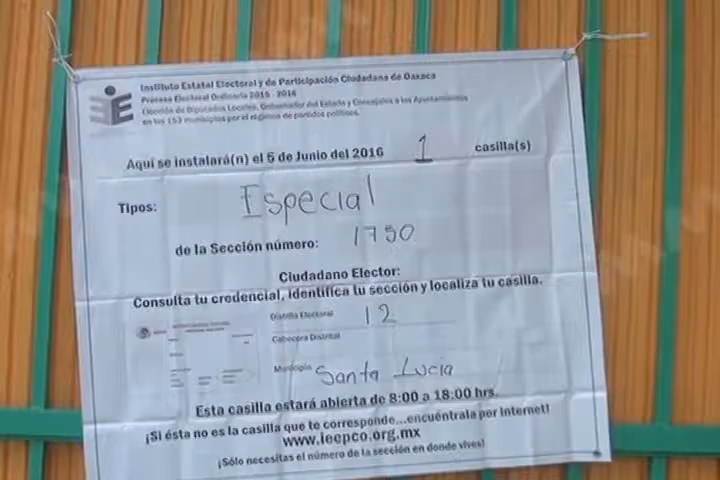 Instituto Estatal Electoral y de Participación Ciudadana de Oaxaca
Proceso Electoral Ordinario 2015 - 2016
Elección de Diputados Locales, Gobernador del Estado y Concejales a los Ayuntamientos
en los 153 municipios por el régimen de partidos políticos.
Aquí se instalará(n) el 5 de Junio del 2016 1 casilla(s)
Tipos: Especial
de la Sección número: 1750
Ciudadano Elector:
Consulta tu credencial, identifica tu sección y localiza tu casilla.
Distrito Electoral 12
Cabecera Distrital
Municipio Santa Lucia
Esta casilla estará abierta de 8:00 a 18:00 hrs.
¡Si ésta no es la casilla que te corresponde...encuéntrala por Internet!
www.ieepco.org.mx
¡Sólo necesitas el número de la sección en donde vives!